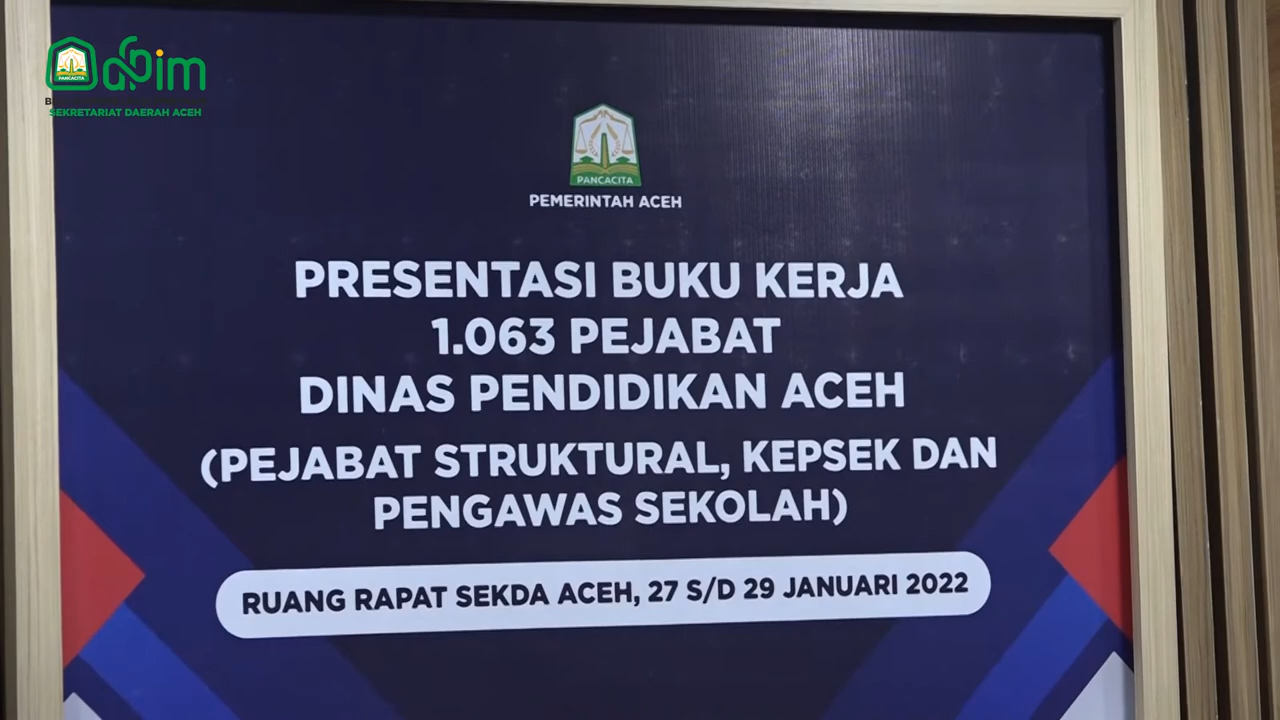 PANCACITA
adpim
SEKRETARIAT DAERAH ACEH
PANCACITA
PEMERINTAH ACEH
PRESENTASI BUKU KERJA
1.063 PEJABAT
DINAS PENDIDIKAN ACEH
(PEJABAT STRUKTURAL, KEPSEK DAN
PENGAWAS SEKOLAH)
RUANG RAPAT SEKDA ACEH, 27 S/D 29 JANUARI 2022